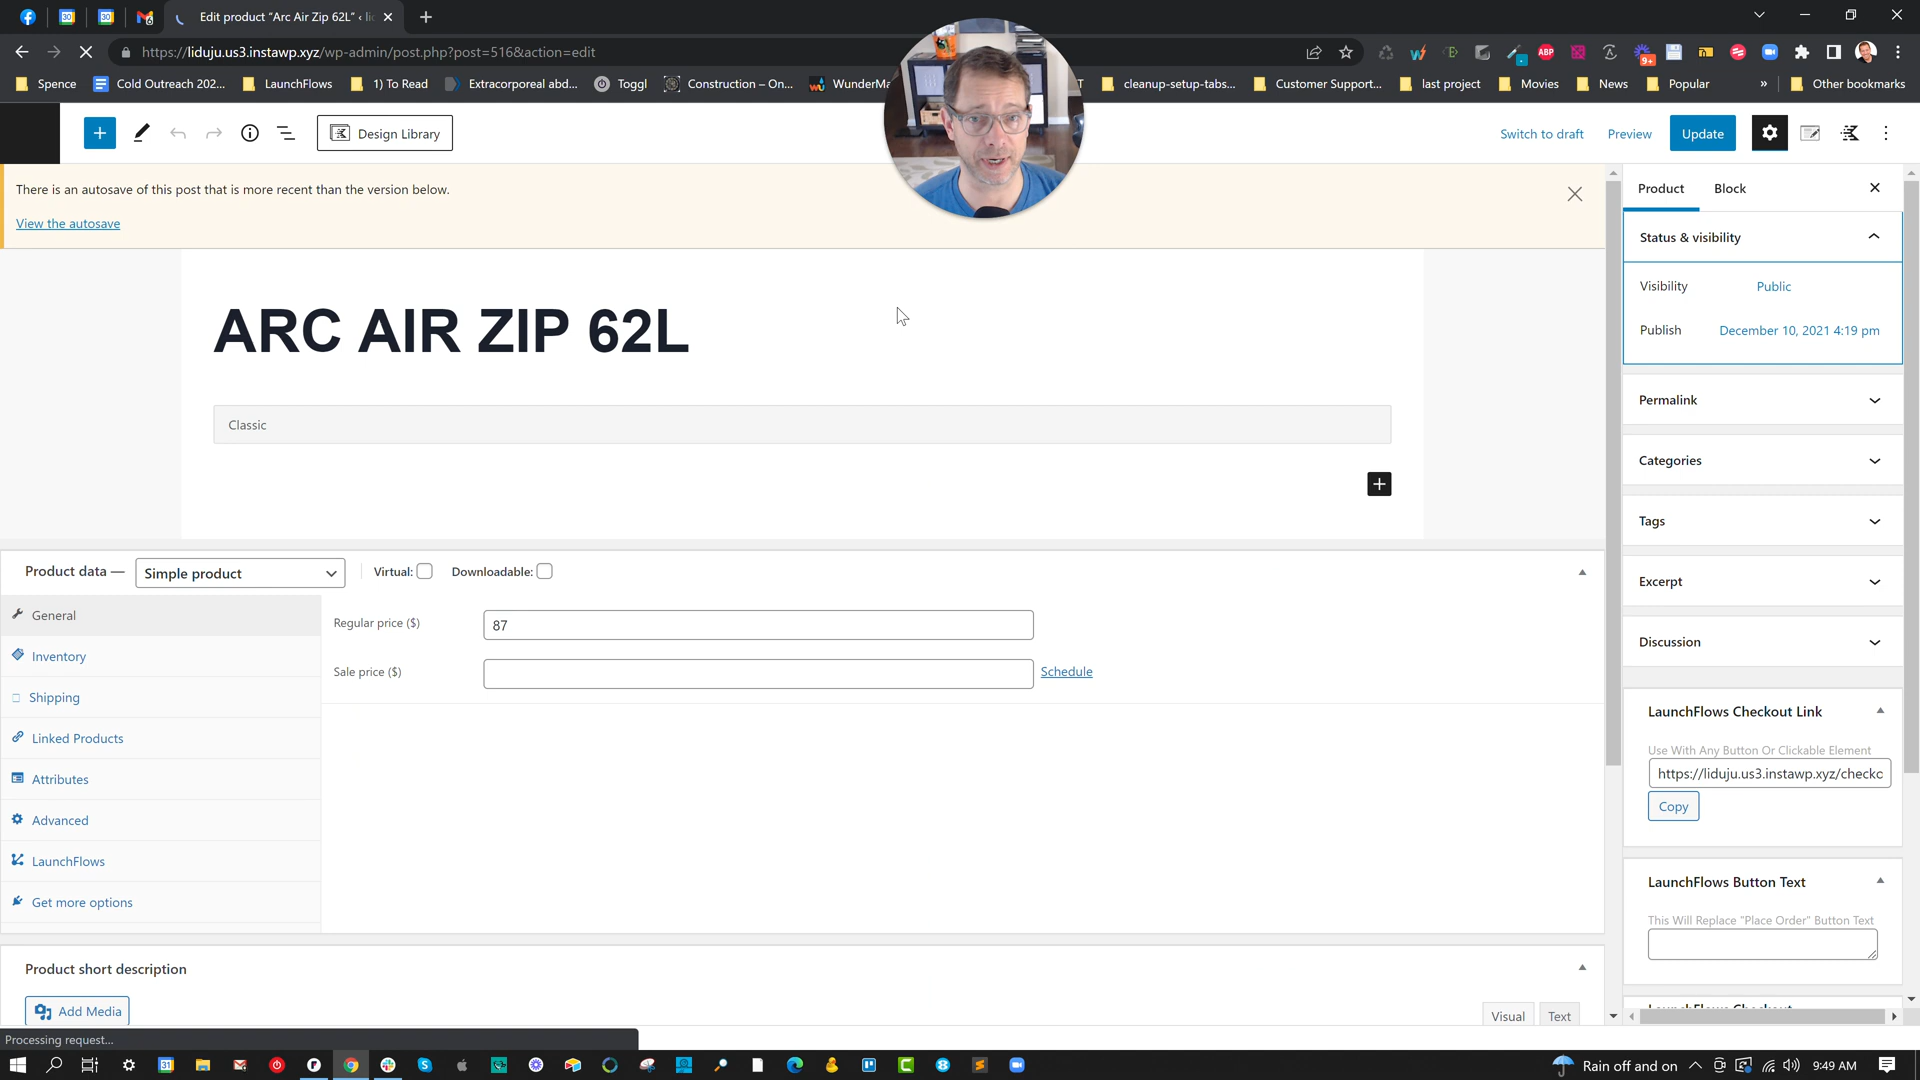 Edit product “Arc Air Zip 62L” ‹ lic
https://liduju.us3.instawp.xyz/wp-admin/post.php?post=516&action=edit
Spence
Cold Outreach 202...
LaunchFlows
1) To Read
Extracorporeal abd...
Toggl
Construction – On...
WunderMa
T
cleanup-setup-tabs...
Customer Support...
last project
Movies
News
Popular
»
Other bookmarks
Design Library
Switch to draft
Preview
Update
There is an autosave of this post that is more recent than the version below.
View the autosave
Product
Block
Status & visibility
Visibility
Public
Publish
December 10, 2021 4:19 pm
Permalink
Categories
Tags
Excerpt
Discussion
LaunchFlows Checkout Link
Use With Any Button Or Clickable Element
https://liduju.us3.instawp.xyz/checkc
Copy
LaunchFlows Button Text
This Will Replace "Place Order" Button Text
ARC AIR ZIP 62L
Classic
Product data —
Simple product
Virtual:
Downloadable:
General
Inventory
Shipping
Linked Products
Attributes
Advanced
LaunchFlows
Get more options
Regular price ($)
87
Sale price ($)
Schedule
Product short description
Add Media
Visual
Text
Processing request...
Rain off and on
9:49 AM